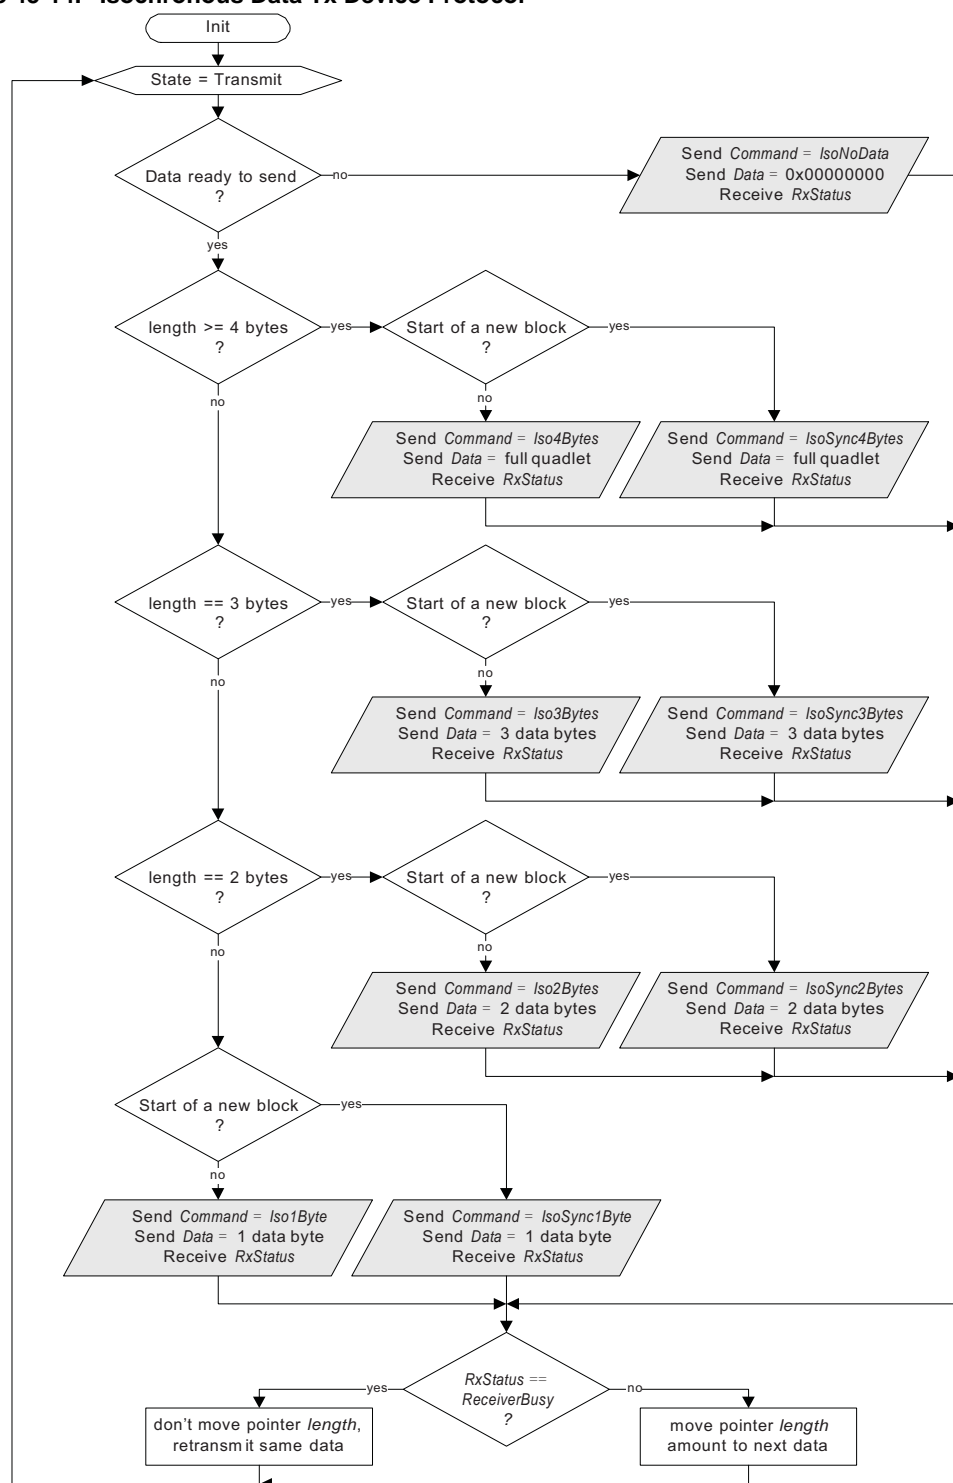 Isochronous Data Tx Device Protocol
Init
State = Transmit
Data ready to send
?
no
Send Command = IsoNoData
Send Data = 0x00000000
Receive RxStatus
yes
length >= 4 bytes
?
yes
Start of a new block
?
yes
no
no
Send Command = Iso4Bytes
Send Data = full quadlet
Receive RxStatus
Send Command = IsoSync4Bytes
Send Data = full quadlet
Receive RxStatus
length == 3 bytes
?
yes
Start of a new block
?
yes
no
no
Send Command = Iso3Bytes
Send Data = 3 data bytes
Receive RxStatus
Send Command = IsoSync3Bytes
Send Data = 3 data bytes
Receive RxStatus
length == 2 bytes
?
yes
Start of a new block
?
yes
no
no
Send Command = Iso2Bytes
Send Data = 2 data bytes
Receive RxStatus
Send Command = IsoSync2Bytes
Send Data = 2 data bytes
Receive RxStatus
Start of a new block
?
yes
no
Send Command = Iso1Byte
Send Data = 1 data byte
Receive RxStatus
Send Command = IsoSync1Byte
Send Data = 1 data byte
Receive RxStatus
RxStatus ==
ReceiverBusy
?
yes
no
don't move pointer length,
retransmit same data
move pointer length
amount to next data